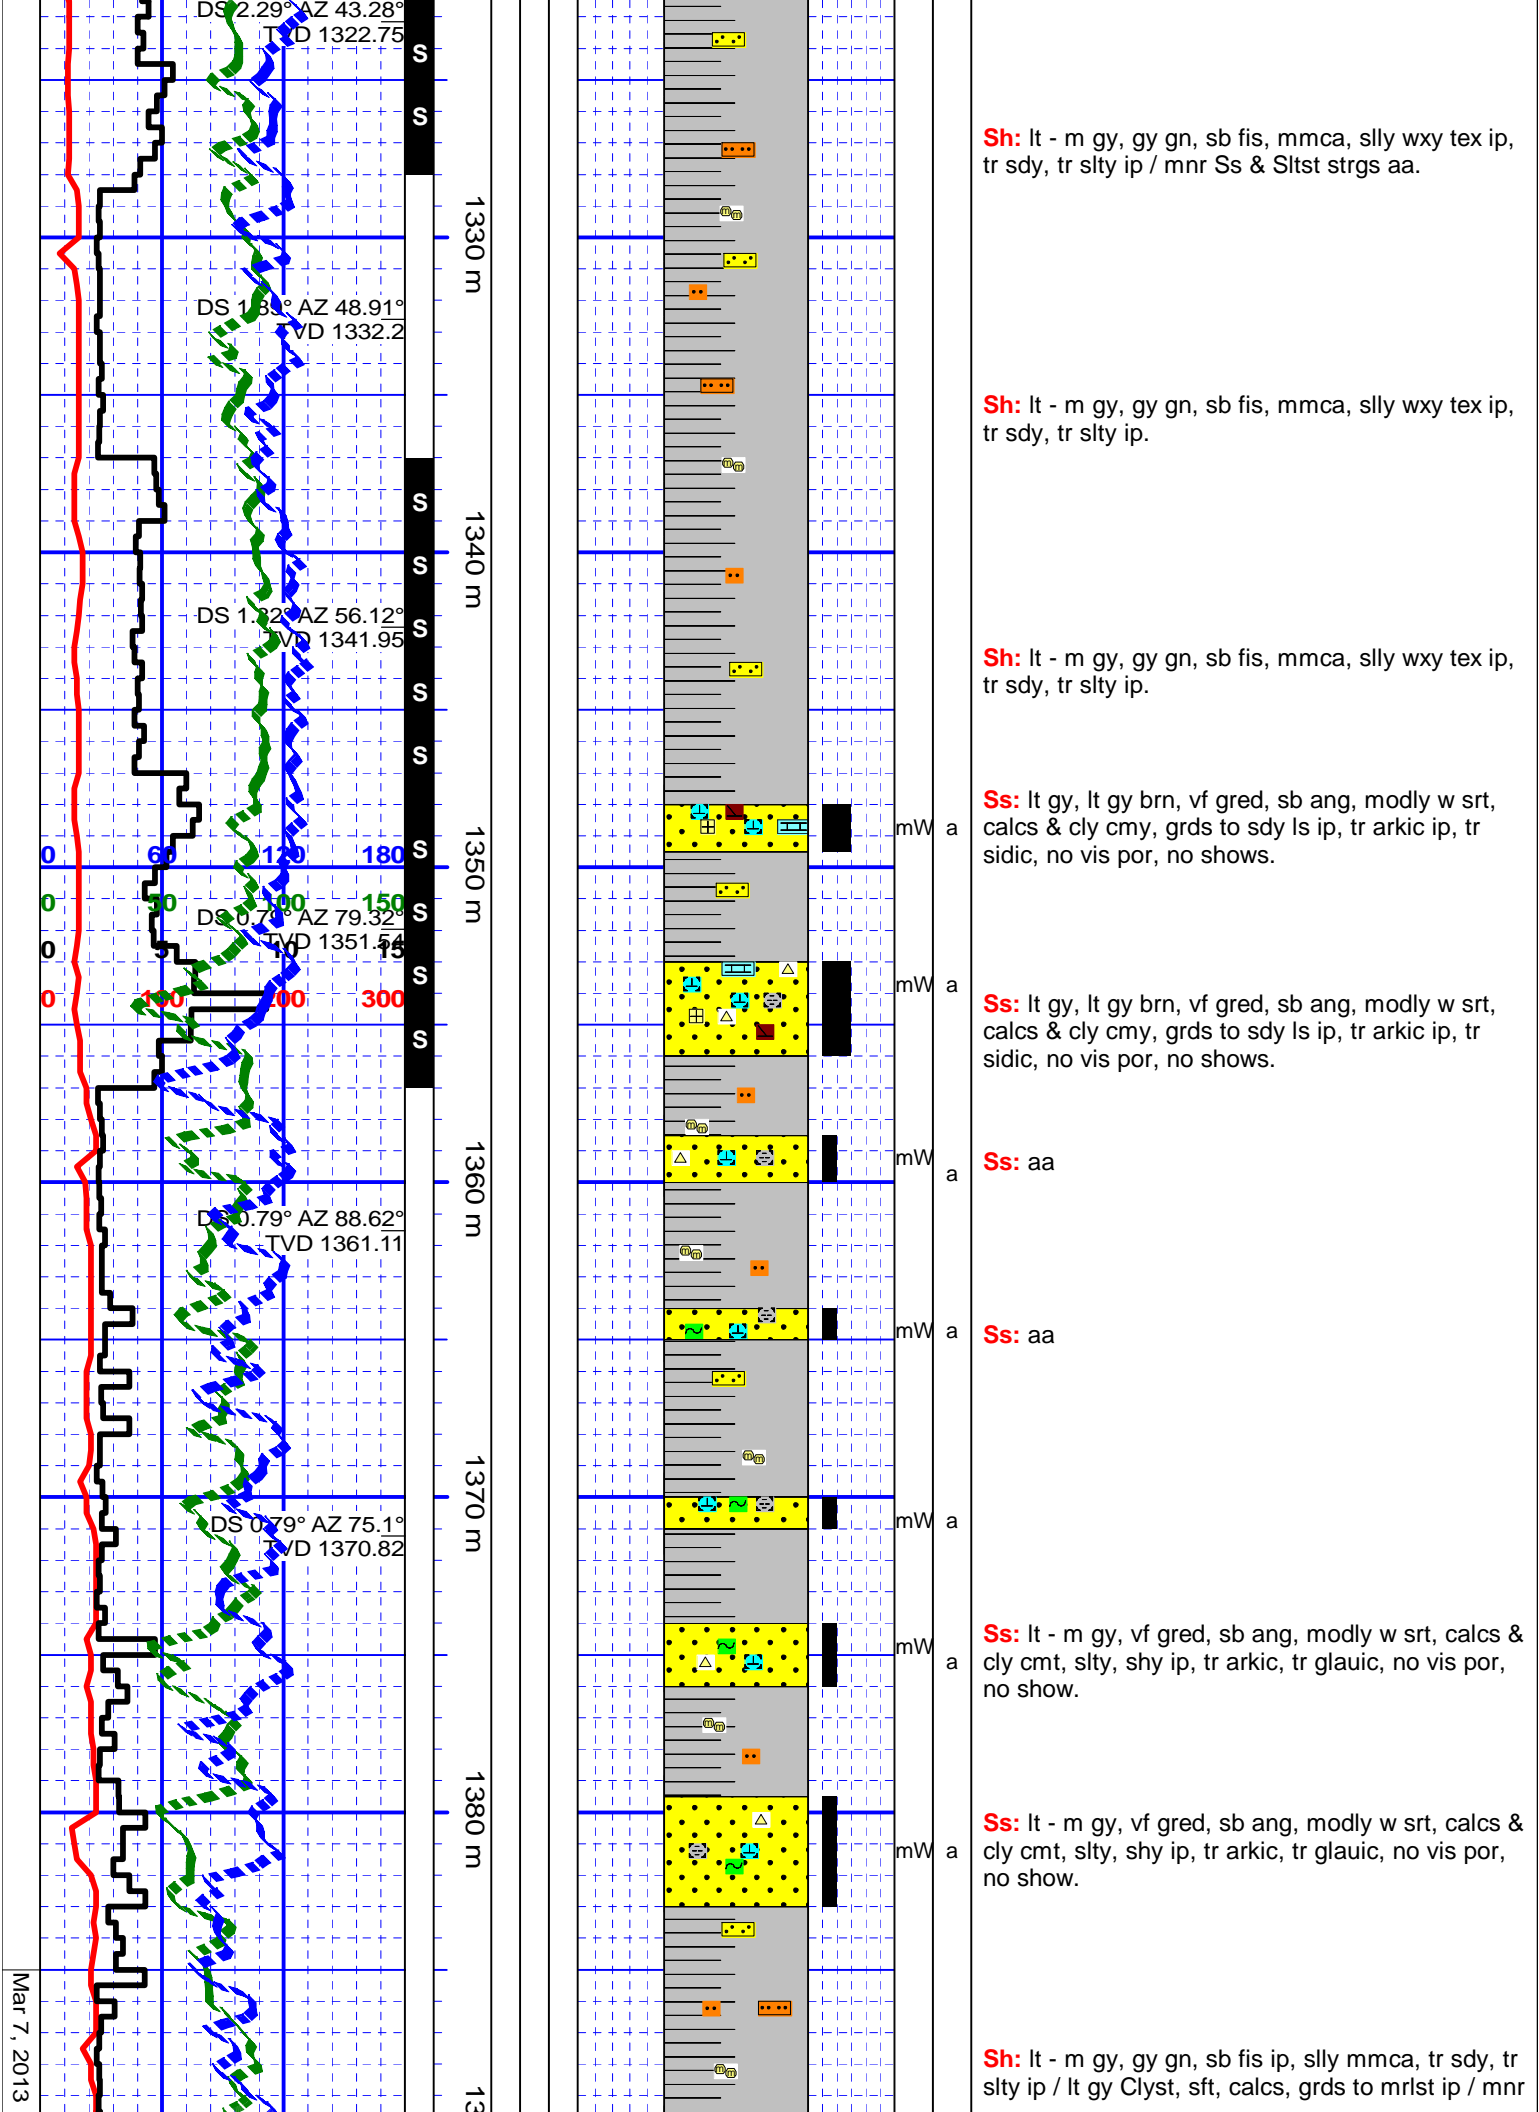 DS 2.29° AZ 43.28°
TVD 1322.75
S
S
Sh: lt - m gy, gy gn, sb fis, mmca, slly wxy tex ip,
tr sdy, tr slty ip / mnr Ss & Sltst strgs aa.
1330 m
DS 1.89° AZ 48.91°
TVD 1332.2
Sh: lt - m gy, gy gn, sb fis, mmca, slly wxy tex ip,
tr sdy, tr slty ip.
S
1340 m
S
DS 1.32° AZ 56.12°
TVD 1341.95
S
Sh: lt - m gy, gy gn, sb fis, mmca, slly wxy tex ip,
tr sdy, tr slty ip.
S
S
Ss: lt gy, lt gy brn, vf gred, sb ang, modly w srt,
calcs & cly cmy, grds to sdy ls ip, tr arkic ip, tr
sidic, no vis por, no shows.
mW a
0 60 120 180
S
1350 m
0 50 100 150
S
DS 0.79° AZ 79.32°
TVD 1351.54
0 5 10 15
S
mW a
0 100 200 300
Ss: lt gy, lt gy brn, vf gred, sb ang, modly w srt,
calcs & cly cmy, grds to sdy ls ip, tr arkic ip, tr
sidic, no vis por, no shows.
S
1360 m
mW a
Ss: aa
DS 0.79° AZ 88.62°
TVD 1361.11
mW a
Ss: aa
1370 m
DS 0.79° AZ 75.1°
TVD 1370.82
mW a
mW a
Ss: lt - m gy, vf gred, sb ang, modly w srt, calcs &
cly cmt, slty, shy ip, tr arkic, tr glauic, no vis por,
no show.
1380 m
mW a
Ss: lt - m gy, vf gred, sb ang, modly w srt, calcs &
cly cmt, slty, shy ip, tr arkic, tr glauic, no vis por,
no show.
Mar 7, 2013
Sh: lt - m gy, gy gn, sb fis ip, slly mmca, tr sdy, tr
slty ip / lt gy Clyst, sft, calcs, grds to mrlst ip / mnr